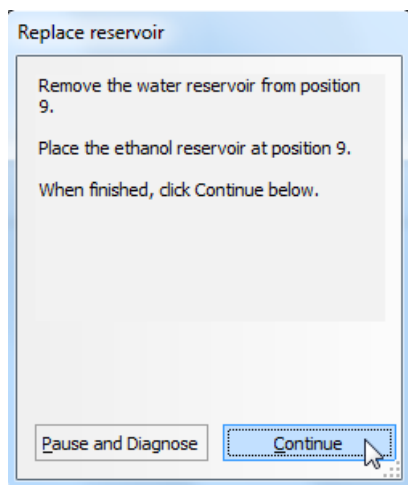 Replace reservoir
Remove the water reservoir from position
9.
Place the ethanol reservoir at position 9.
When finished, click Continue below.
Pause and Diagnose
Continue